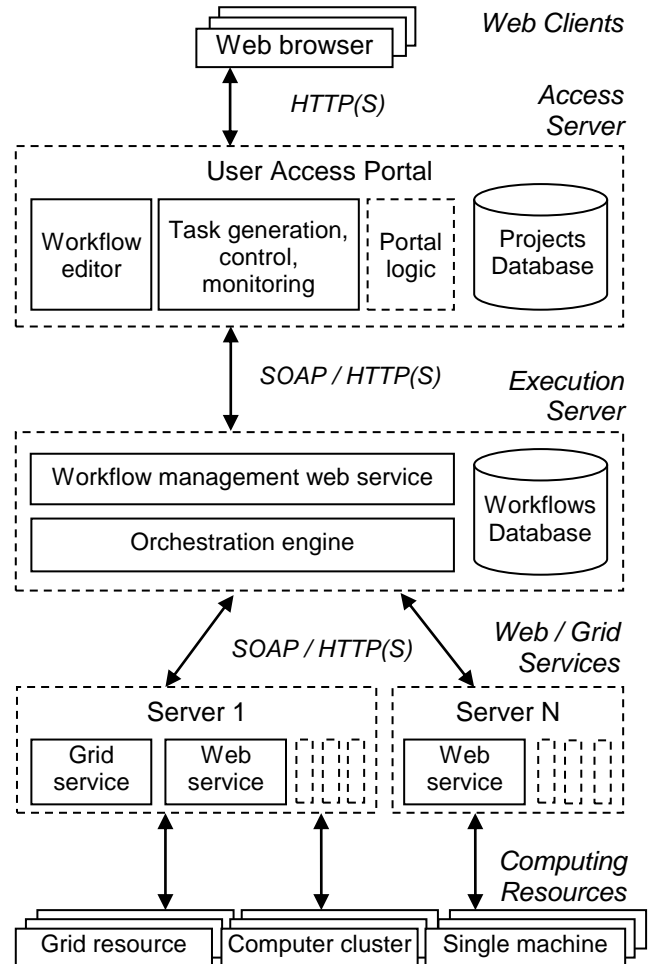 Web browser
Web Clients
HTTP(S)
Access
Server
User Access Portal
Workflow
editor
Task generation,
control,
monitoring
Portal
logic
Projects
Database
SOAP / HTTP(S)
Execution
Server
Workflow management web service
Orchestration engine
Workflows
Database
SOAP / HTTP(S)
Web / Grid
Services
Server 1
Grid
service
Web
service
Server N
Web
service
Computing
Resources
Grid resource
Computer cluster
Single machine